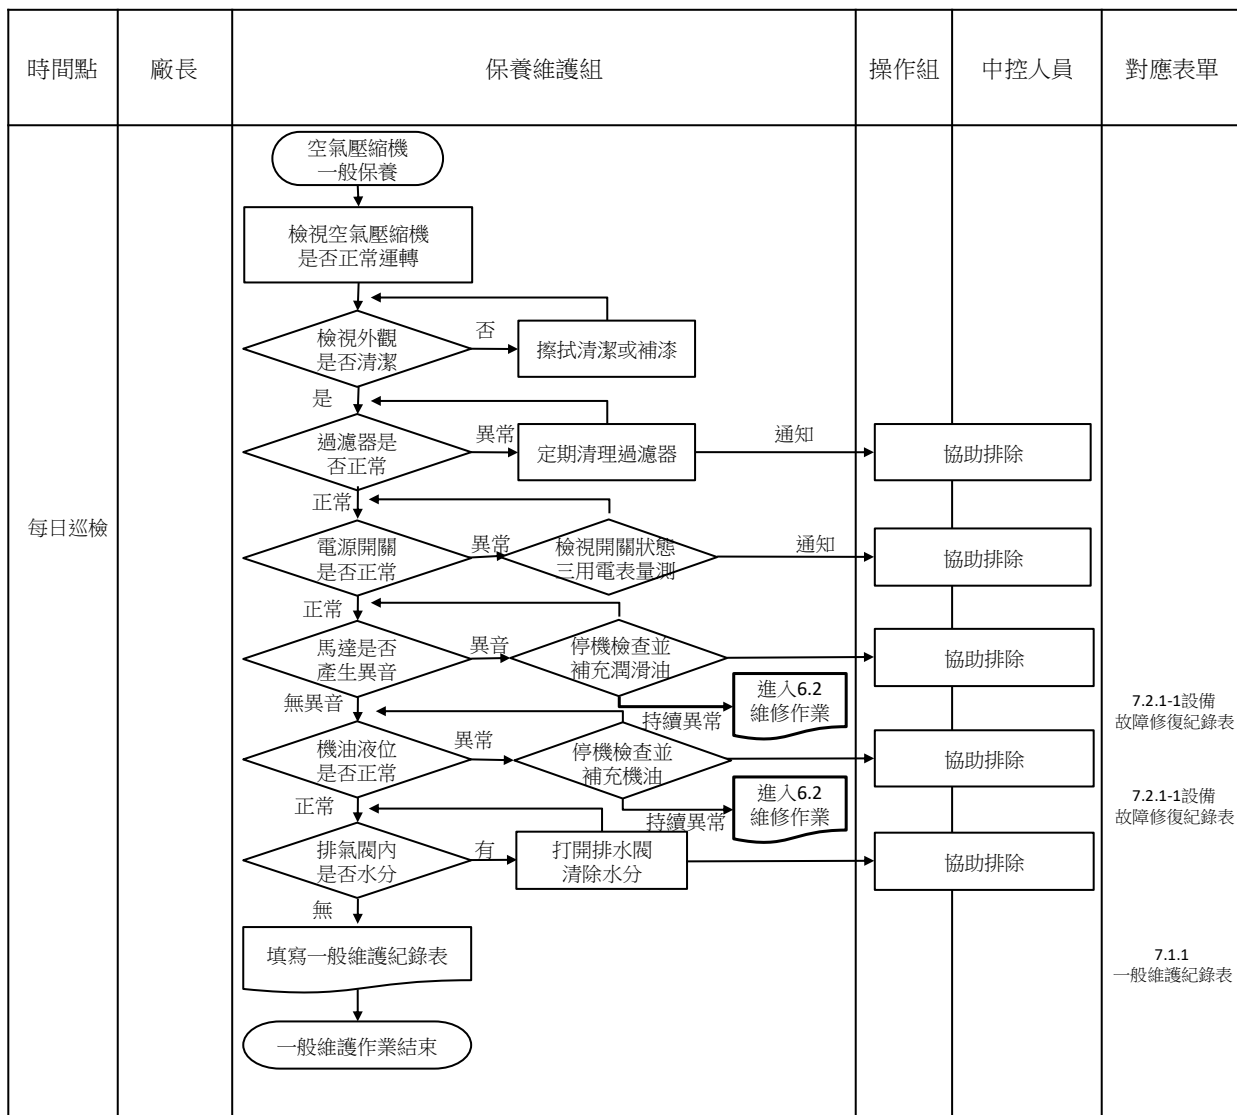 時間點
廠長
保養維護組
操作組
中控人員
對應表單
每日巡檢
空氣壓縮機
一般保養
檢視空氣壓縮機
是否正常運轉
檢視外觀
是否清潔
否
擦拭清潔或補漆
是
過濾器是
否正常
異常
定期清理過濾器
通知
協助排除
正常
電源開關
是否正常
異常
檢視開關狀態
三用電表量測
通知
協助排除
正常
馬達是否
產生異音
異音
停機檢查並
補充潤滑油
協助排除
無異音
持續異常
進入6.2
維修作業
7.2.1-1設備
故障修復紀錄表
機油液位
是否正常
異常
停機檢查並
補充機油
協助排除
正常
持續異常
進入6.2
維修作業
7.2.1-1設備
故障修復紀錄表
排氣閥內
是否水分
有
打開排水閥
清除水分
協助排除
無
填寫一般維護紀錄表
7.1.1
一般維護紀錄表
一般維護作業結束